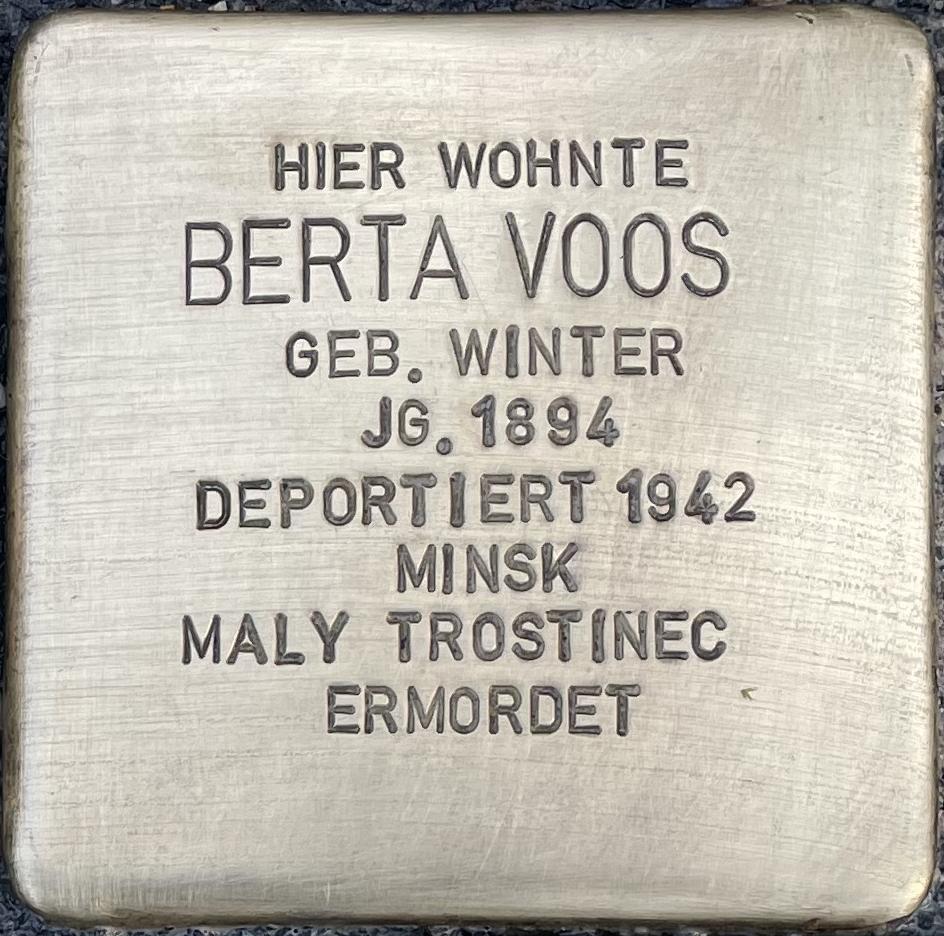 HIER WOHNTE
BERTA VOOS
GEB. WINTER
JG. 1894
DEPORTIERT 1942
MINSK
MALY TROSTINEC
ERMORDET